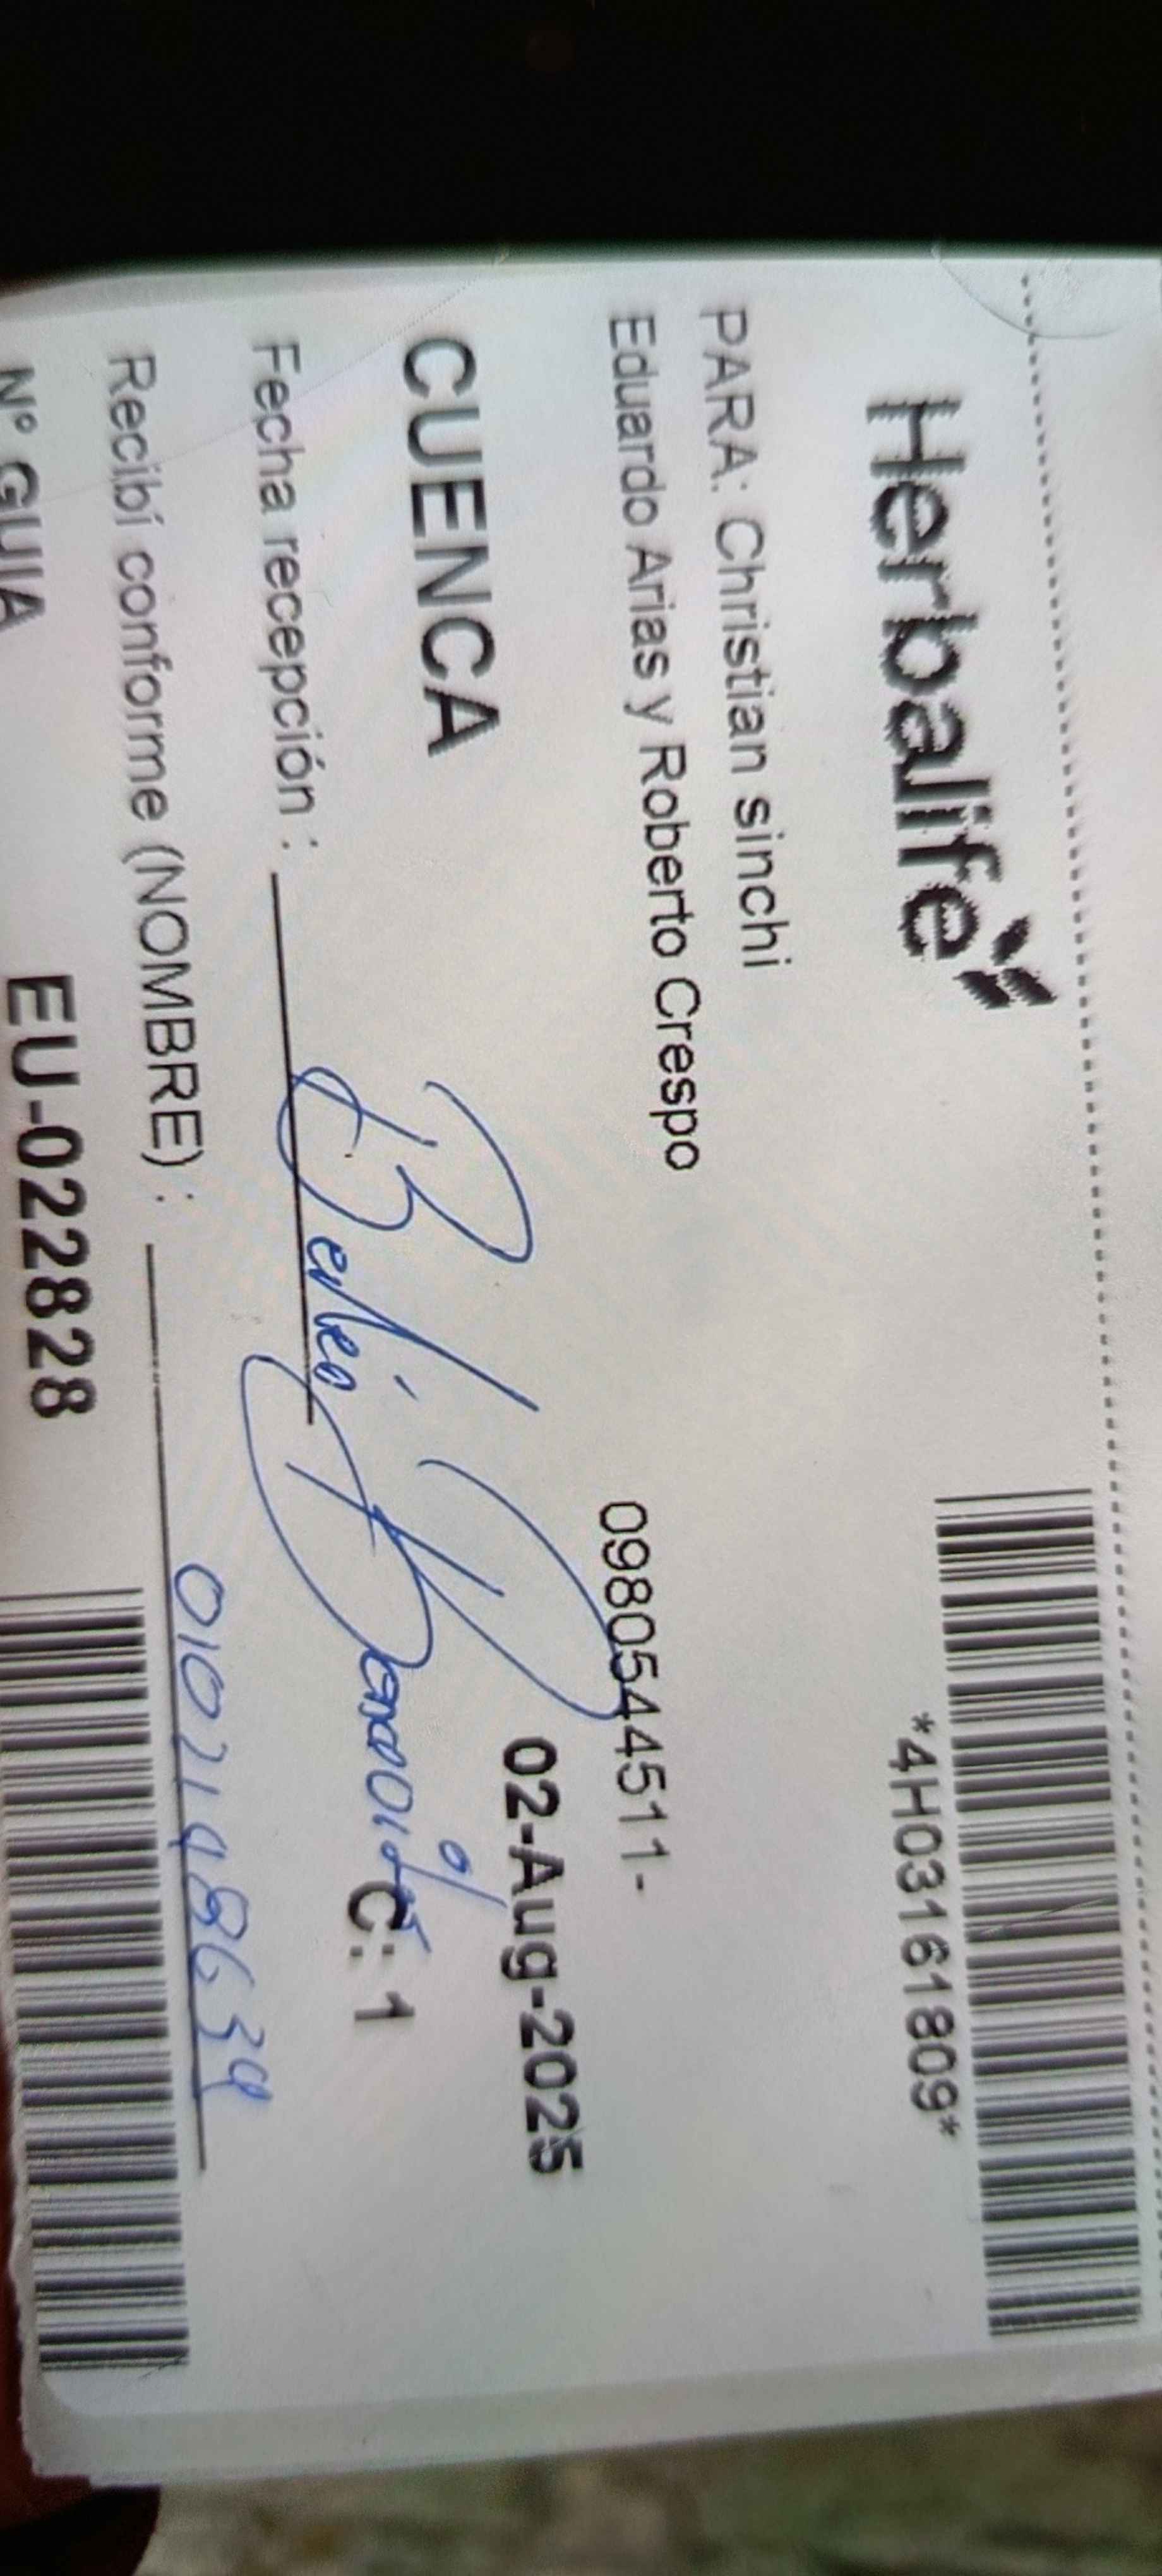 Herbalife
*4H03161809*
PARA: Christian sinchi
Eduardo Arias y Roberto Crespo 0980544511-
CUENCA 02-Aug-2025
Fecha recepción : C: 1
Recibí conforme (NOMBRE) :
N° GUIA EU-022828